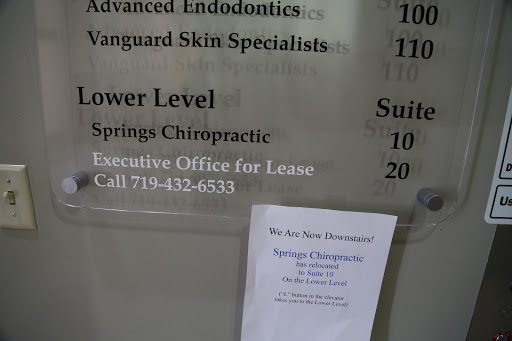 Advanced Endodontics 100
Vanguard Skin Specialists 110
Lower Level Suite
Springs Chiropractic 10
Executive Office for Lease 20
Call 719-432-6533
We Are Now Downstairs!
Springs Chiropractic
has relocated
to Suite 10
On the Lower Level
("L" button in the elevator
takes you to the Lower Level)
Us